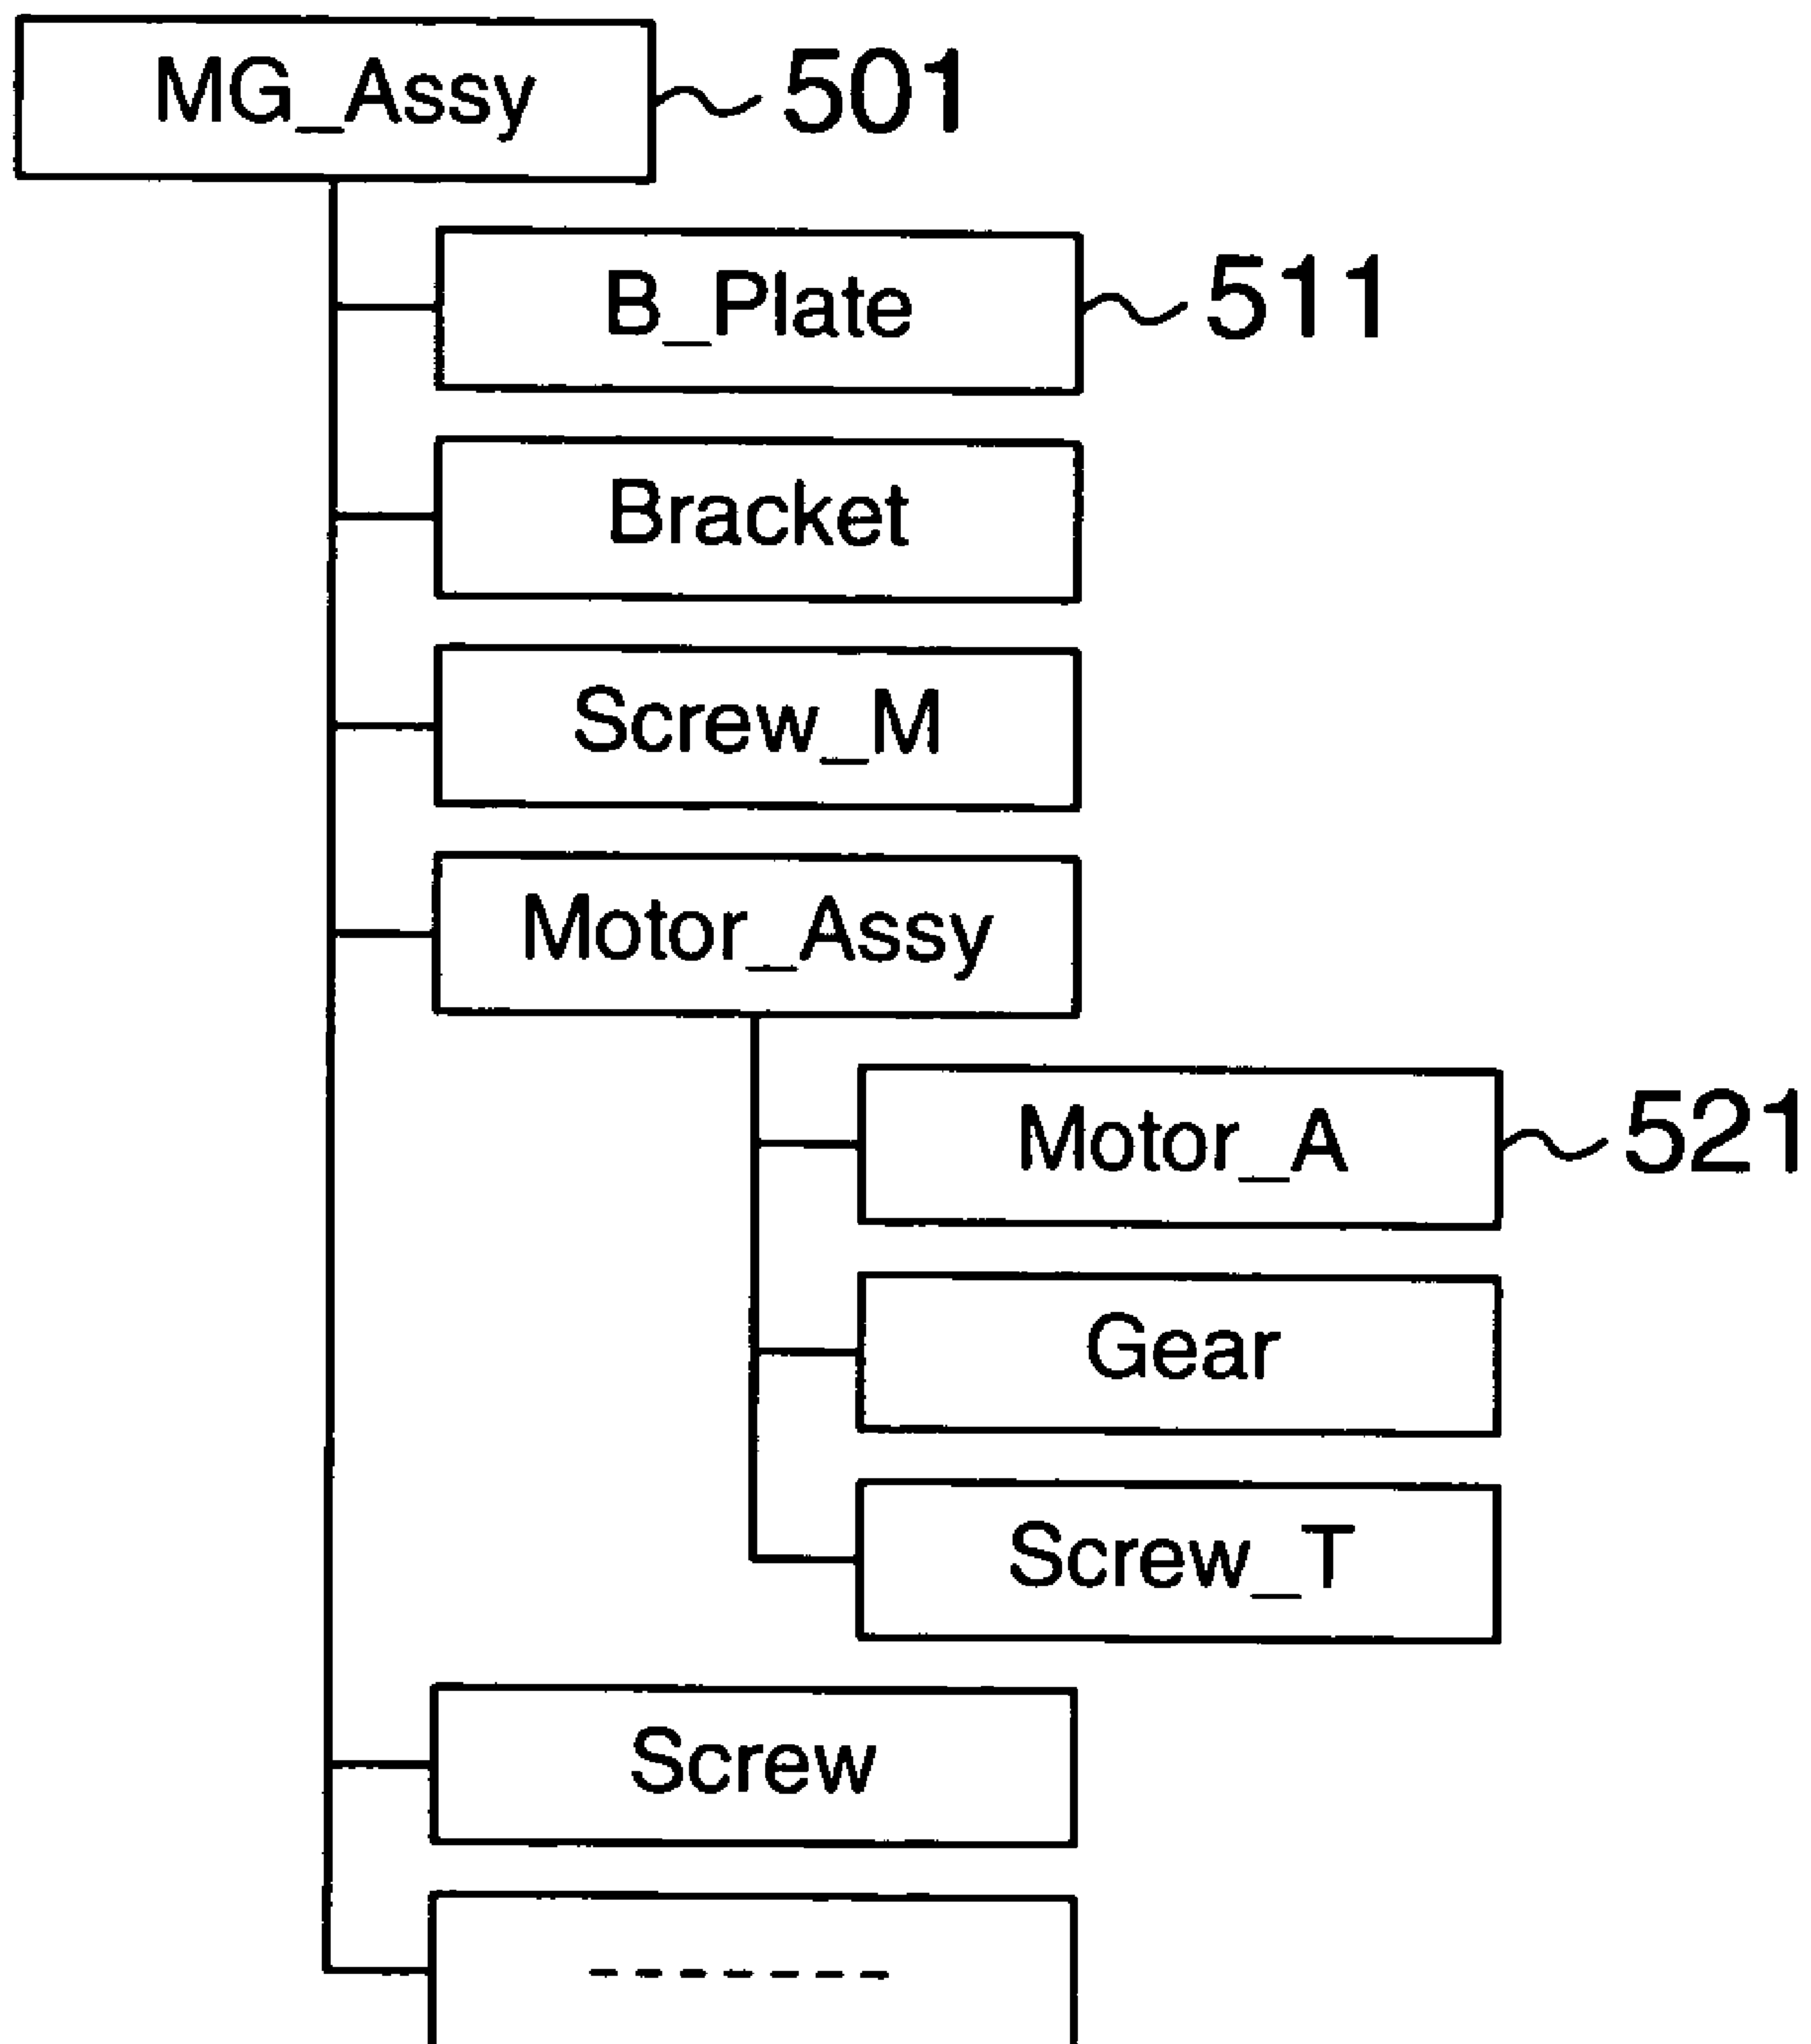 MG_Assy 501
B_Plate 511
Bracket
Screw_M
Motor_Assy
Motor_A 521
Gear
Screw_T
Screw
-------